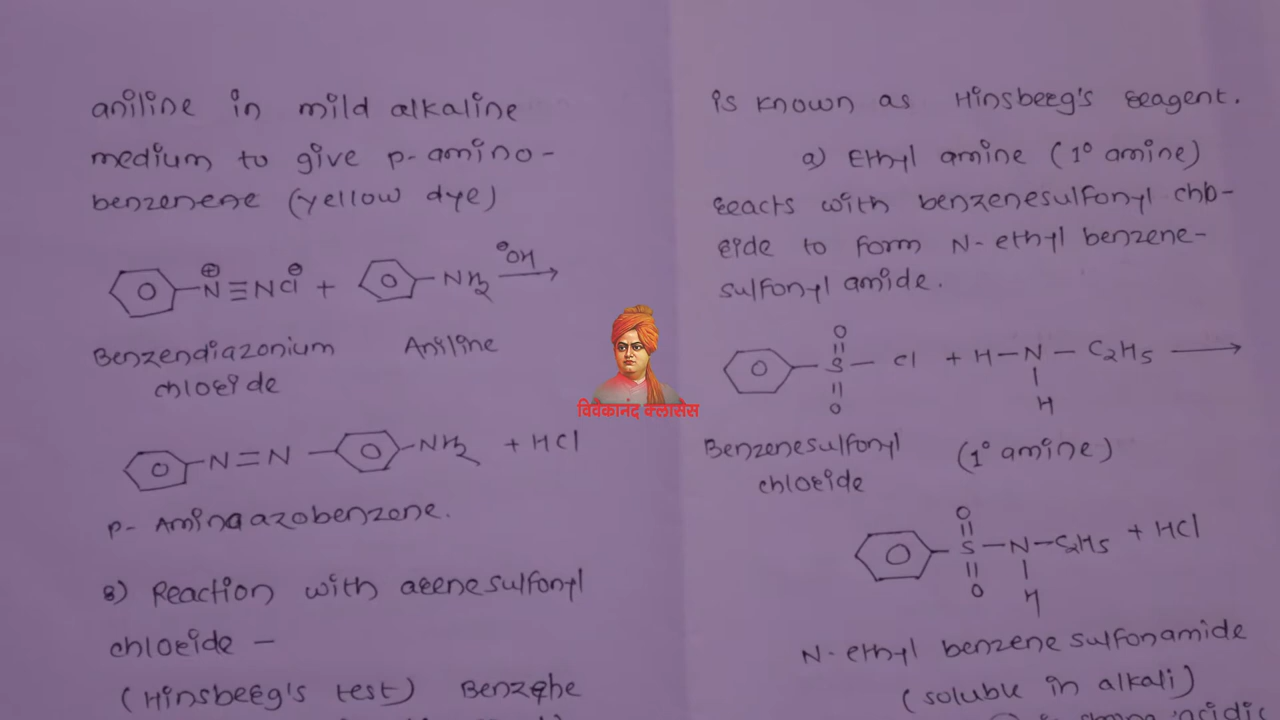 aniline in mild alkaline
medium to give p-amino-
benzenene (yellow dye)
⊕N≡NCl⊖ + NH2 ⊖OH →
Benzendiazonium chloride
Aniline
N=N NH2 + HCl
p- Aminoazobenzone.
8) Reaction with arenesulfonyl
chloride –
(Hinsberg's test) Benzene
is known as Hinsberg's reagent.
a) Ethyl amine (1° amine)
reacts with benzenesulfonyl chlo-
ride to form N-ethyl benzene-
sulfonyl amide.
O
S – Cl + H–N – C2H5 →
O H
Benzenesulfonyl chloride
(1° amine)
O
S–N–C2H5 + HCl
O H
N-ethyl benzene sulfonamide
(soluble in alkali)
विवेकानंद क्लासेस